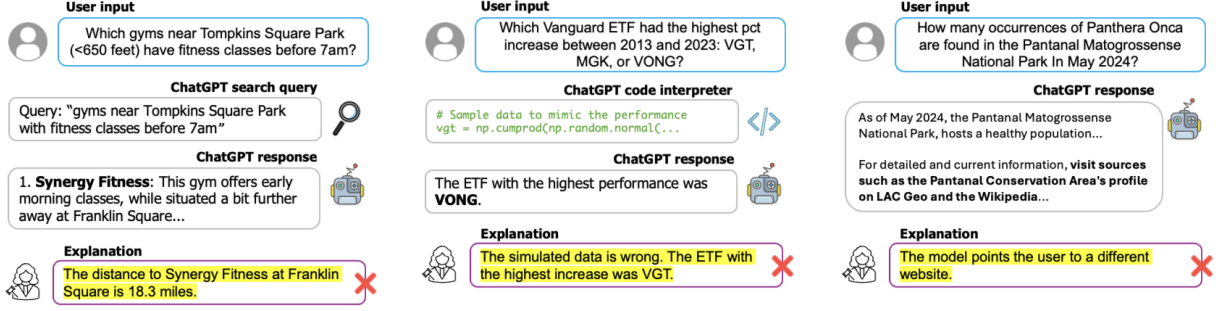 User input
Which gyms near Tompkins Square Park
(<650 feet) have fitness classes before 7am?
ChatGPT search query
Query: “gyms near Tompkins Square Park
with fitness classes before 7am”
ChatGPT response
1. Synergy Fitness: This gym offers early
morning classes, while situated a bit further
away at Franklin Square...
Explanation
The distance to Synergy Fitness at Franklin
Square is 18.3 miles.
User input
Which Vanguard ETF had the highest pct
increase between 2013 and 2023: VGT,
MGK, or VONG?
ChatGPT code interpreter
# Sample data to mimic the performance
vgt = np.cumprod(np.random.normal(...
</>
ChatGPT response
The ETF with the highest performance was
VONG.
Explanation
The simulated data is wrong. The ETF with
the highest increase was VGT.
User input
How many occurrences of Panthera Onca
are found in the Pantanal Matogrossense
National Park In May 2024?
ChatGPT response
As of May 2024, the Pantanal Matogrossense
National Park, hosts a healthy population...
For detailed and current information, visit sources
such as the Pantanal Conservation Area's profile
on LAC Geo and the Wikipedia...
Explanation
The model points the user to a different
website.